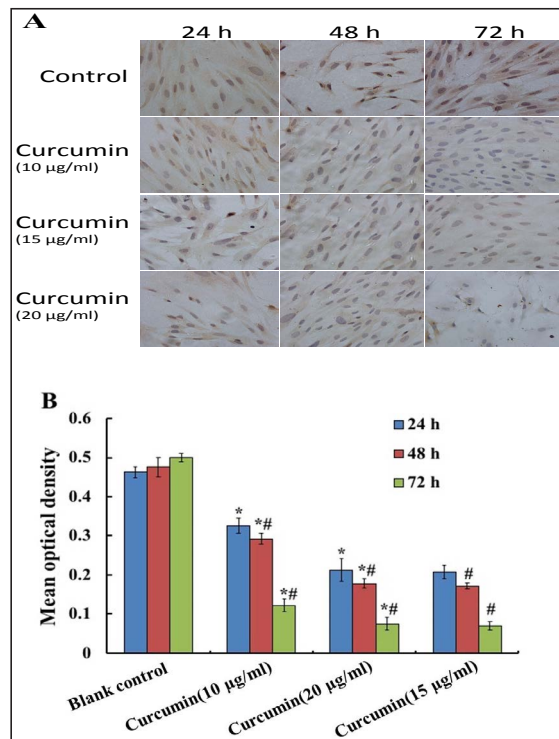 A
24 h 48 h 72 h
Control
Curcumin
(10 µg/ml)
Curcumin
(15 µg/ml)
Curcumin
(20 µg/ml)
B
24 h
48 h
72 h
Mean optical density
0.6
0.5
0.4
0.3
0.2
0.1
0
* *# *#
* *# *#
# #
Blank control
Curcumin(10 µg/ml)
Curcumin(20 µg/ml)
Curcumin(15 µg/ml)